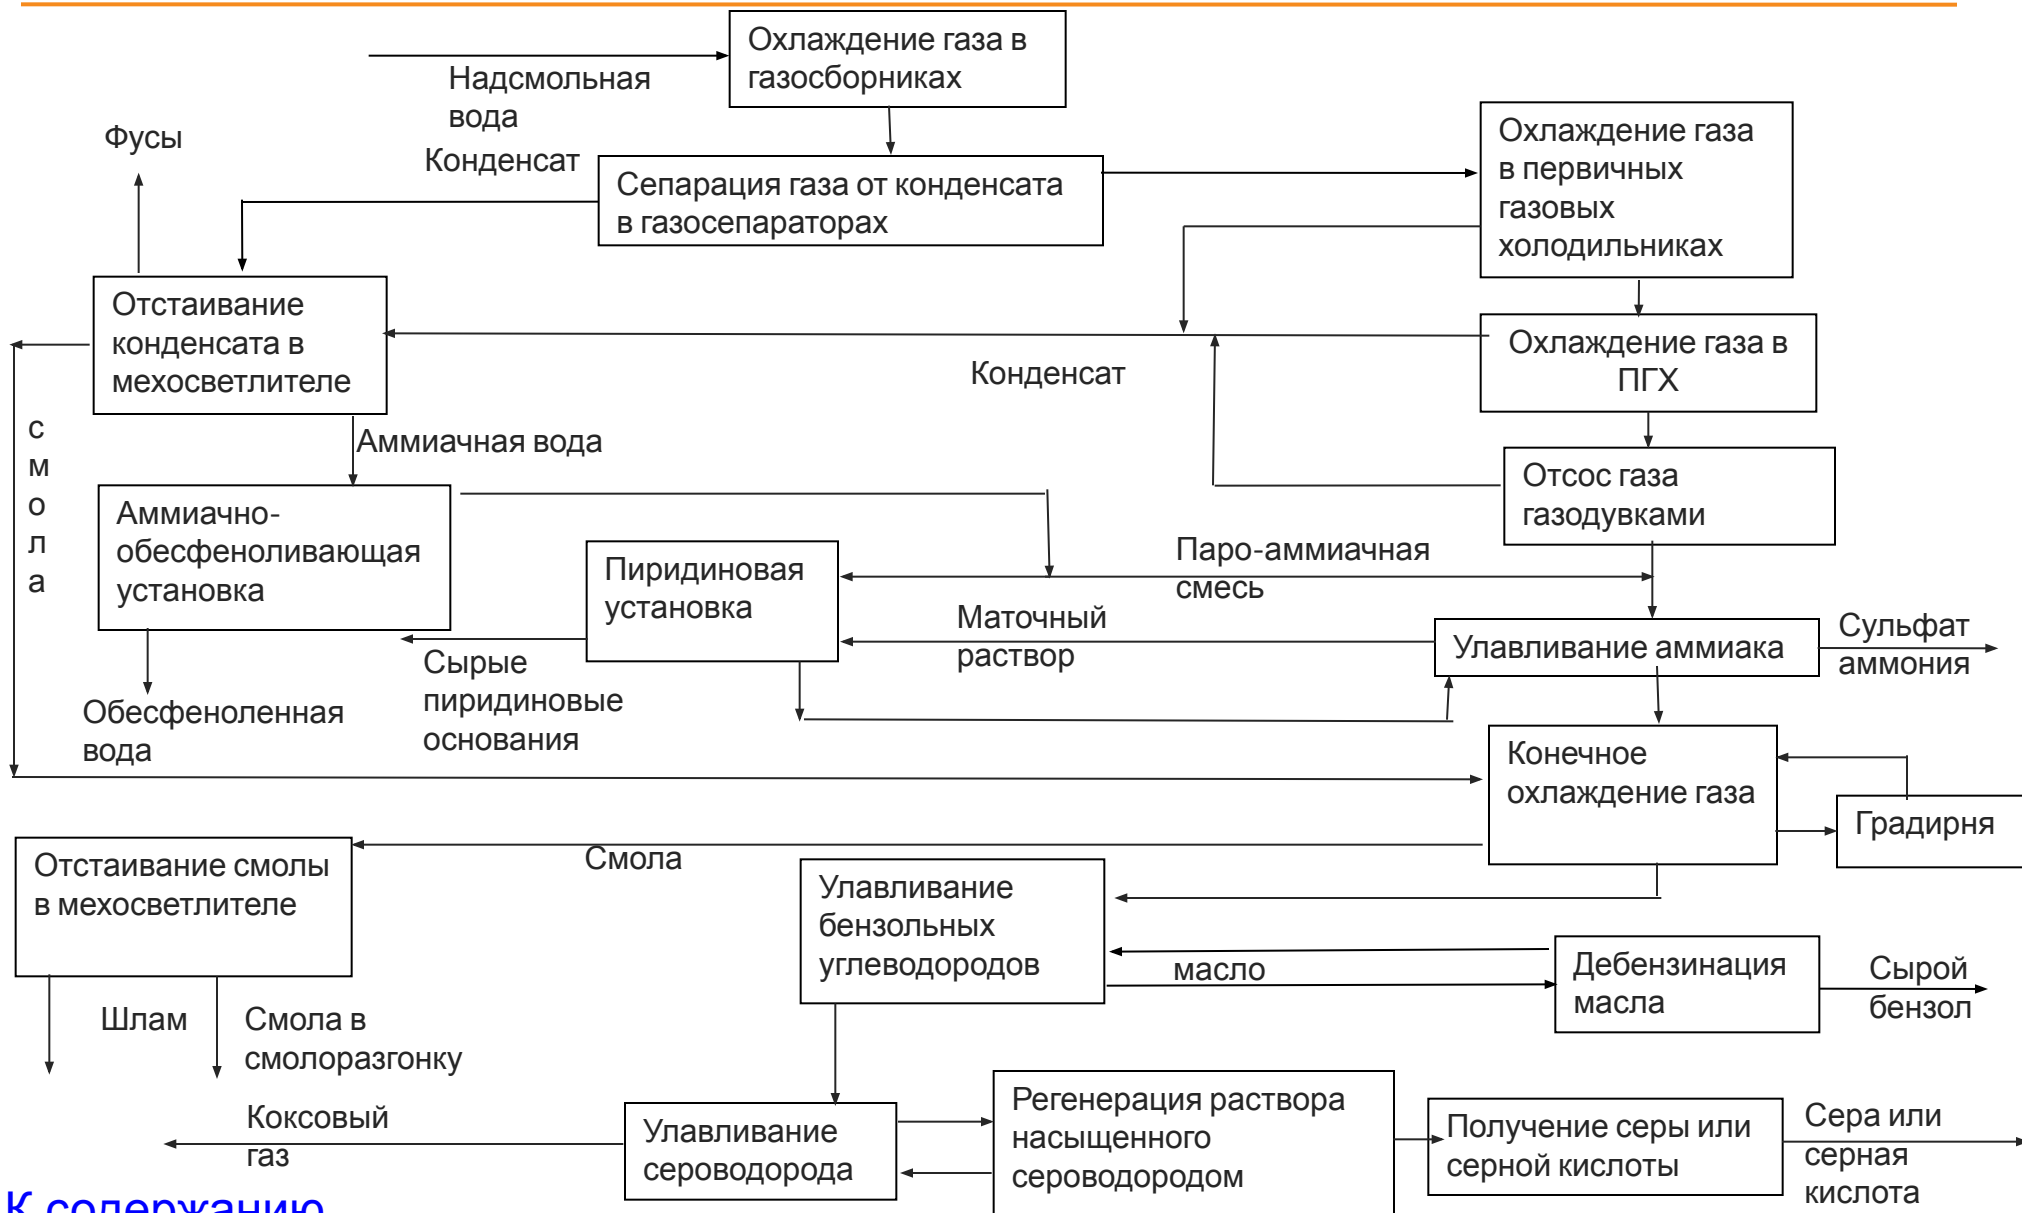 Охлаждение газа в
газосборниках
Надсмольная
вода
Фусы
Конденсат
Сепарация газа от конденсата
в газосепараторах
Охлаждение газа
в первичных
газовых
холодильниках
Отстаивание
конденсата в
мехосветлителе
Охлаждение газа в
ПГХ
Конденсат
с
м
о
л
а
Аммиачная вода
Отсос газа
газодувками
Аммиачно-
обесфеноливающая
установка
Пиридиновая
установка
Паро-аммиачная
смесь
Маточный
раствор
Улавливание аммиака
Сульфат
аммония
Сырые
пиридиновые
основания
Обесфеноленная
вода
Конечное
охлаждение газа
Градирня
Отстаивание смолы
в мехосветлителе
Смола
Улавливание
бензольных
углеводородов
масло
Дебензинация
масла
Сырой
бензол
Шлам
Смола в
смолоразгонку
Коксовый
газ
Улавливание
сероводорода
Регенерация раствора
насыщенного
сероводородом
Получение серы или
серной кислоты
Сера или
серная
кислота
К содержанию